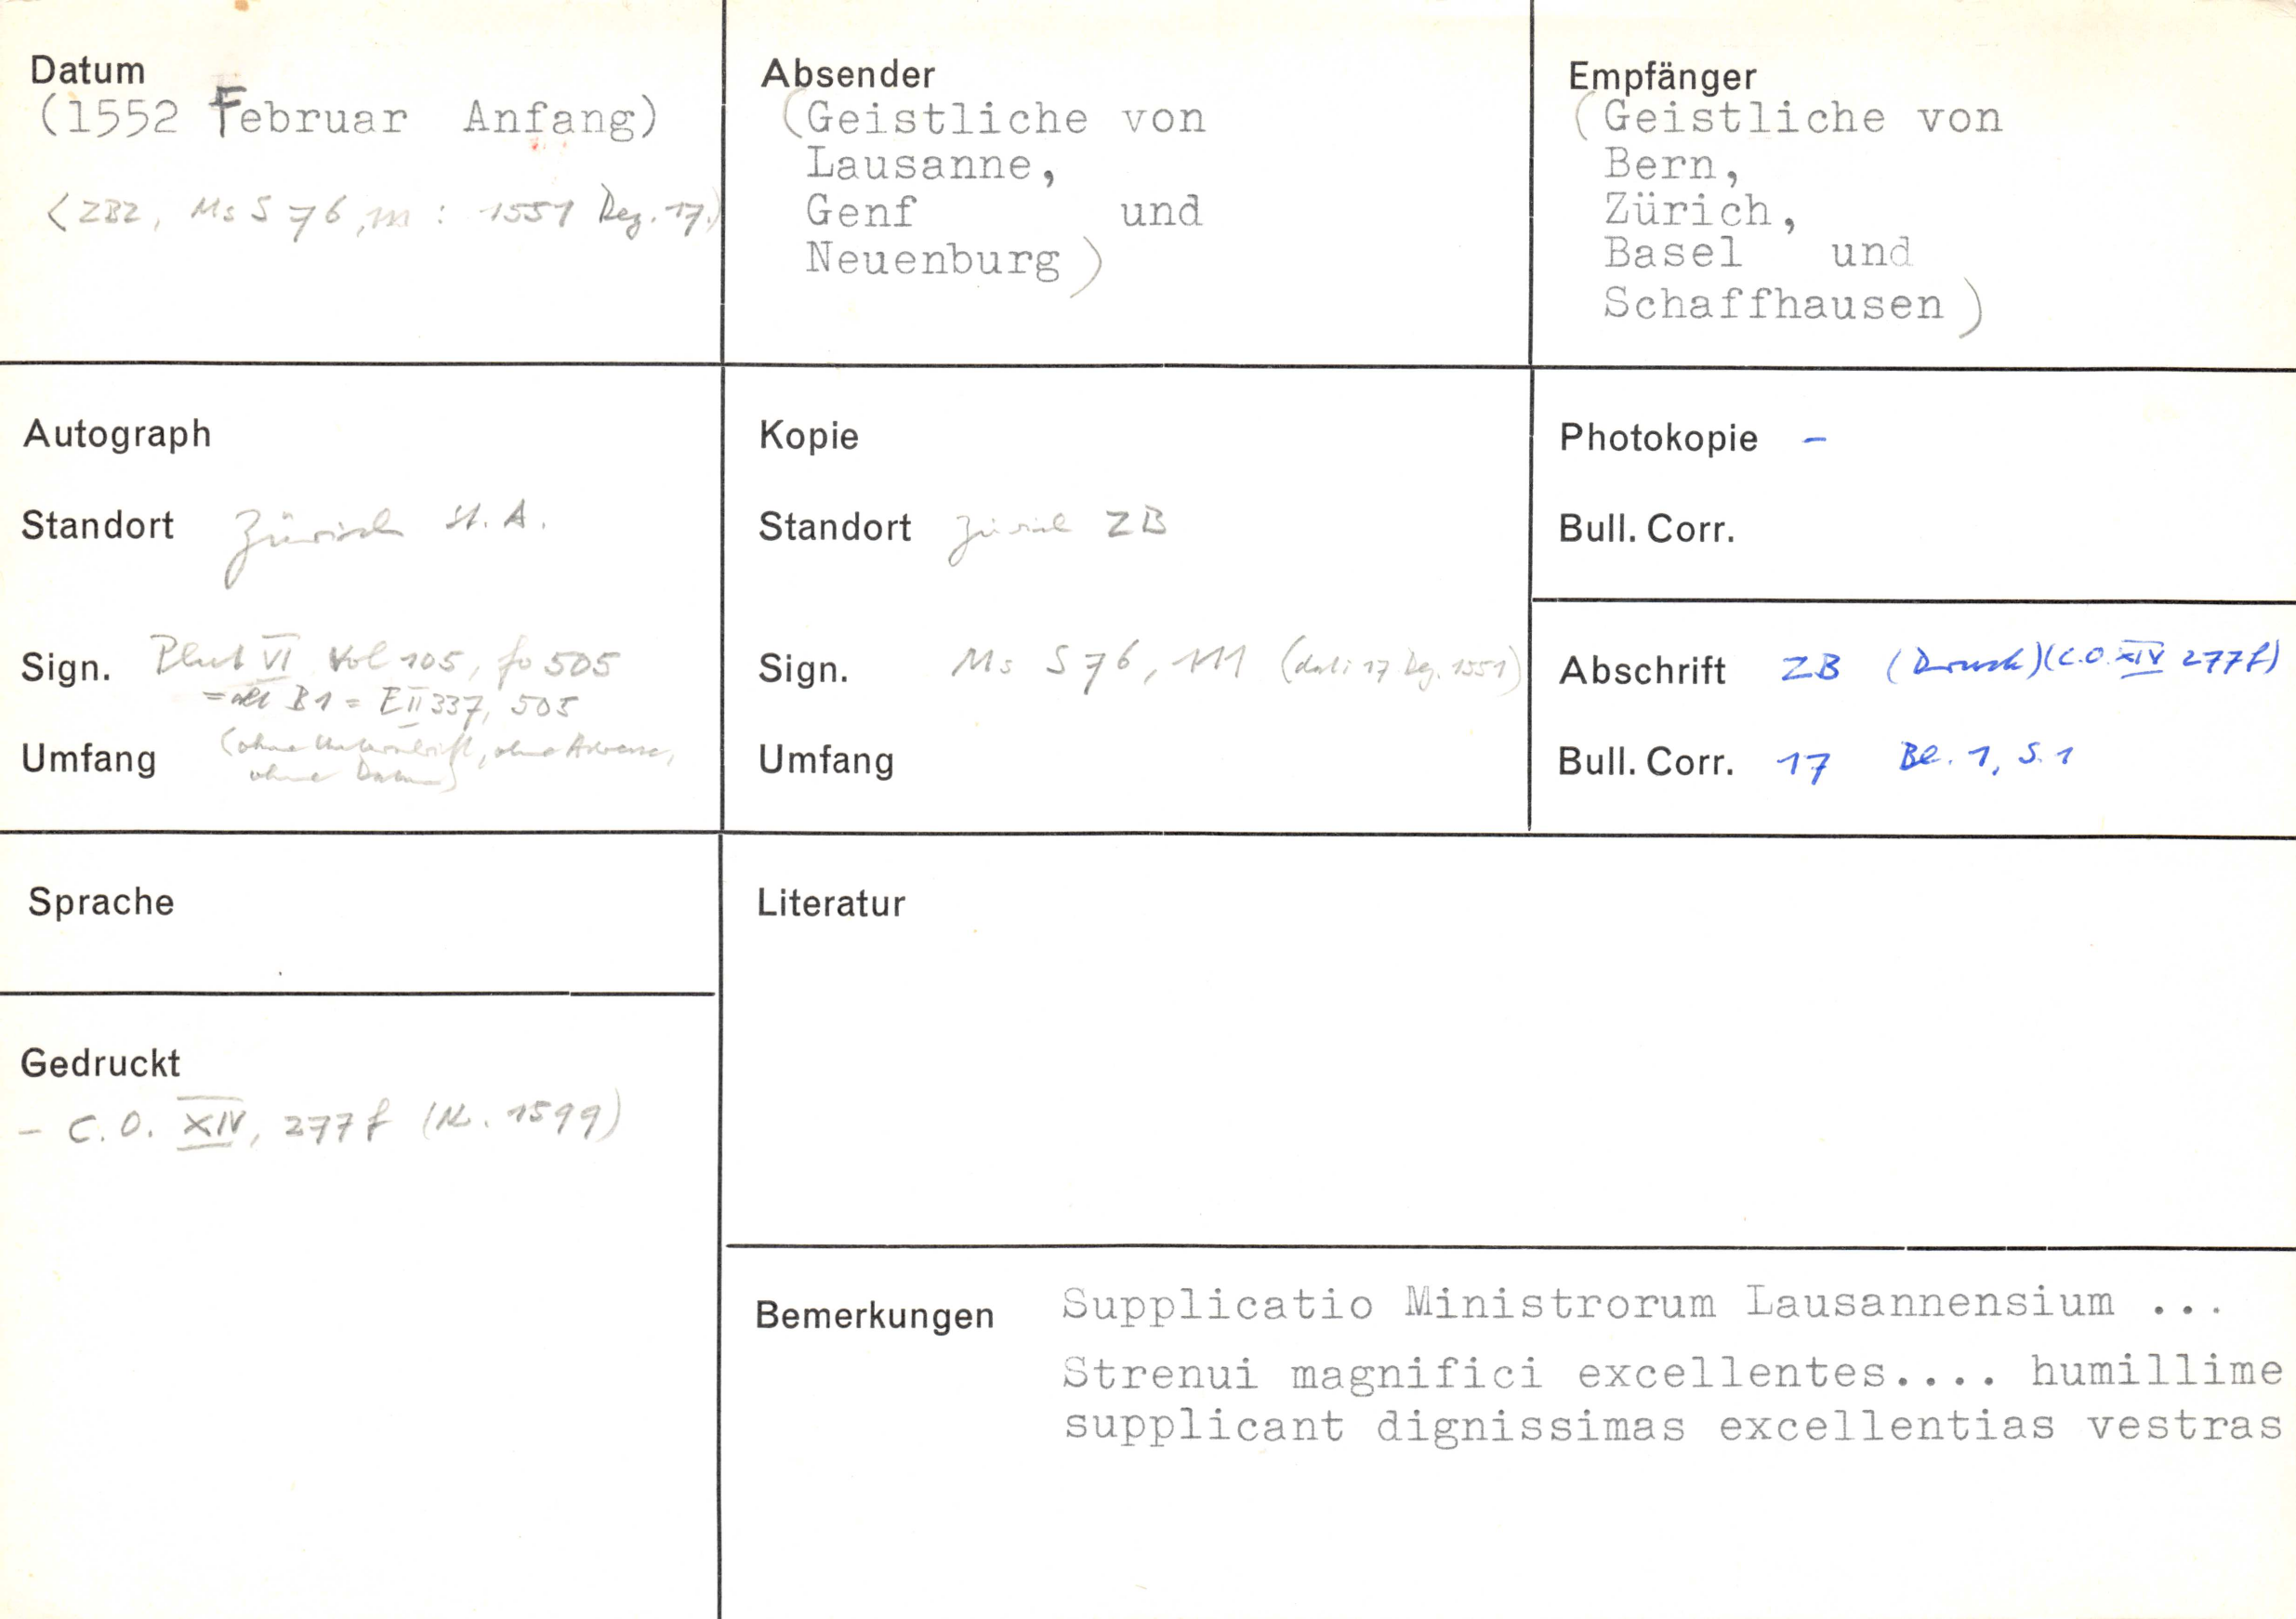 Datum
(1552 Februar Anfang)
(ZBZ, Ms S 76, 111 : 1551 Dez. 17.)
Absender
(Geistliche von
Lausanne,
Genf und
Neuenburg)
Empfänger
(Geistliche von
Bern,
Zürich,
Basel und
Schaffhausen)
Autograph
Standort Zürich St. A.
Sign. Plut VI Vol 105, fo 505
= alt B1 = E II 337, 505
Umfang (ohne Unterschrift, ohne Adresse,
ohne Datum)
Kopie
Standort Zürich ZB
Sign. Ms S 76, 111 (dat: 17 Dez. 1551)
Umfang
Photokopie -
Bull. Corr.
Abschrift ZB (Druck) (C.O. XIV 277f)
Bull. Corr. 17 Bl. 1, S. 1
Sprache
Gedruckt
- C.O. XIV, 277f (N. 1599)
Literatur
Bemerkungen Supplicatio Ministrorum Lausannensium ...
Strenui magnifici excellentes.... humillime
supplicant dignissimas excellentias vestras